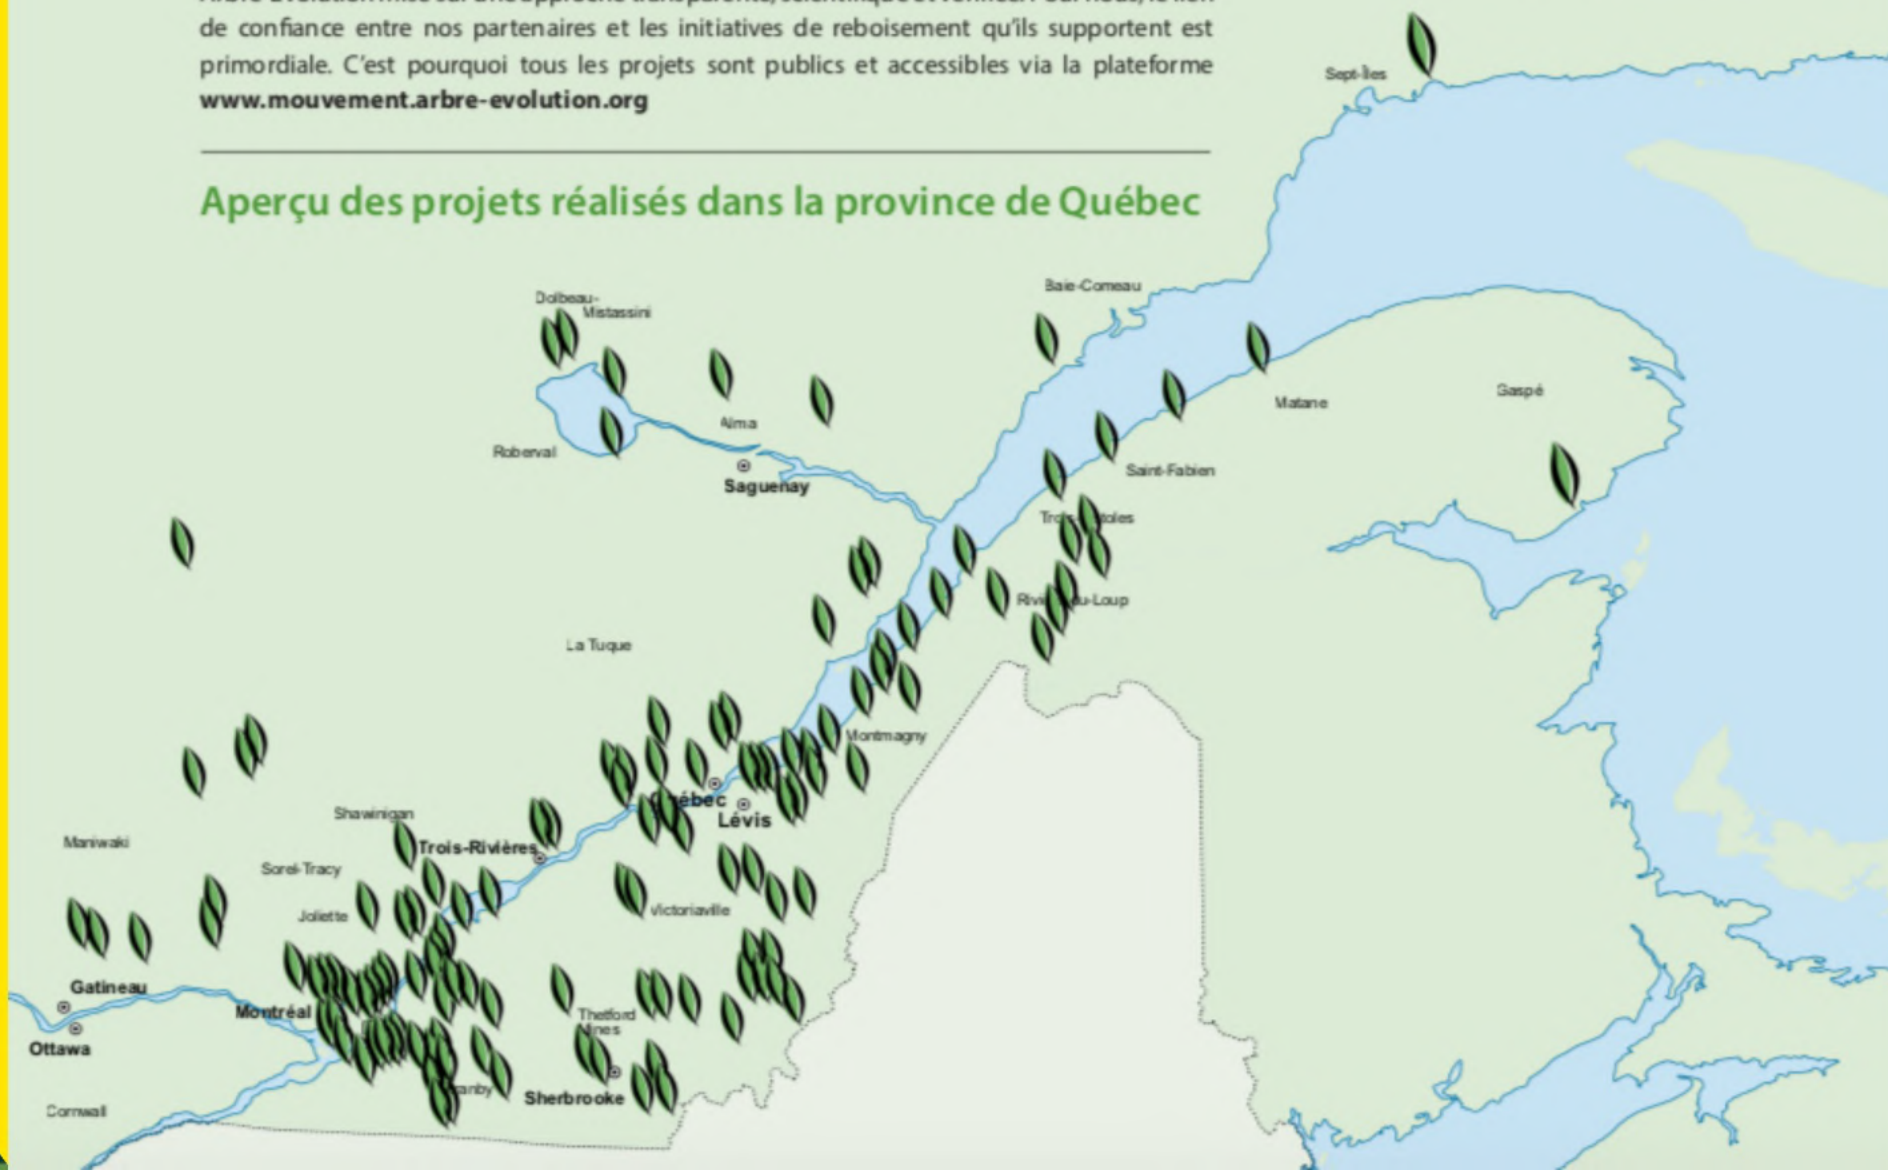 de confiance entre nos partenaires et les initiatives de reboisement qu'ils supportent est
primordiale. C'est pourquoi tous les projets sont publics et accessibles via la plateforme
www.mouvement.arbre-evolution.org
Aperçu des projets réalisés dans la province de Québec
Sept-Îles
Baie-Comeau
Dolbeau-
Mistassini
Gaspé
Matane
Alma
Roberval
Saint-Fabien
Saguenay
La Tuque
Montmagny
Québec
Lévis
Shawinigan
Trois-Rivières
Maniwaki
Sorel-Tracy
Joliette
Victoriaville
Gatineau
Montréal
Thetford
Mines
Ottawa
Sherbrooke
Cornwall